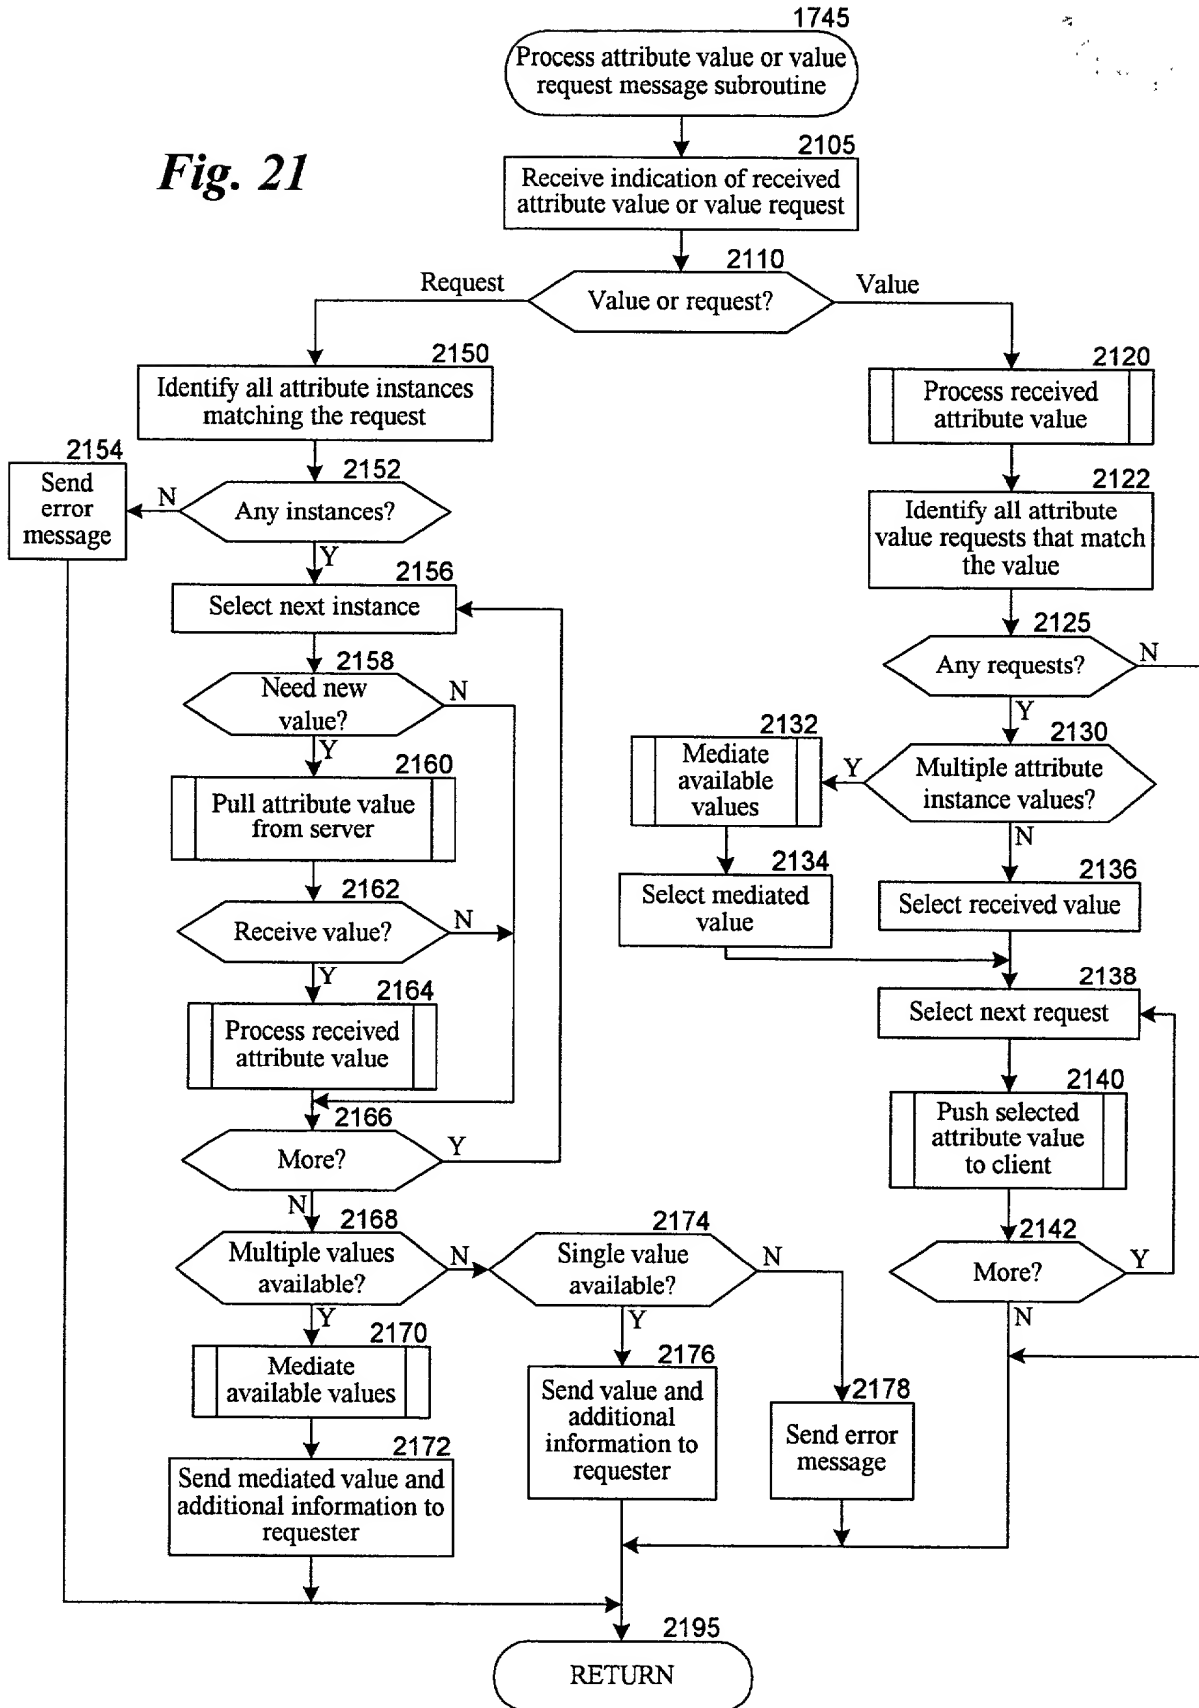 1745
Process attribute value or value
request message subroutine
Fig. 21
2105
Receive indication of received
attribute value or value request
2110
Request
Value or request?
Value
2150
Identify all attribute instances
matching the request
2120
Process received
attribute value
2154
Send
error
message
2152
N
Any instances?
Y
2122
Identify all attribute
value requests that match
the value
2156
Select next instance
2125
Any requests?
N
Y
2158
Need new
value?
N
Y
2132
Mediate
available
values
2130
Y
Multiple attribute
instance values?
N
2160
Pull attribute value
from server
2134
Select mediated
value
2136
Select received value
2162
Receive value?
N
Y
2138
Select next request
2164
Process received
attribute value
2140
Push selected
attribute value
to client
2166
More?
Y
N
2142
More?
Y
N
2168
Multiple values
available?
N
Y
2174
Single value
available?
N
Y
2170
Mediate
available values
2176
Send value and
additional
information to
requester
2178
Send error
message
2172
Send mediated value and
additional information to
requester
2195
RETURN